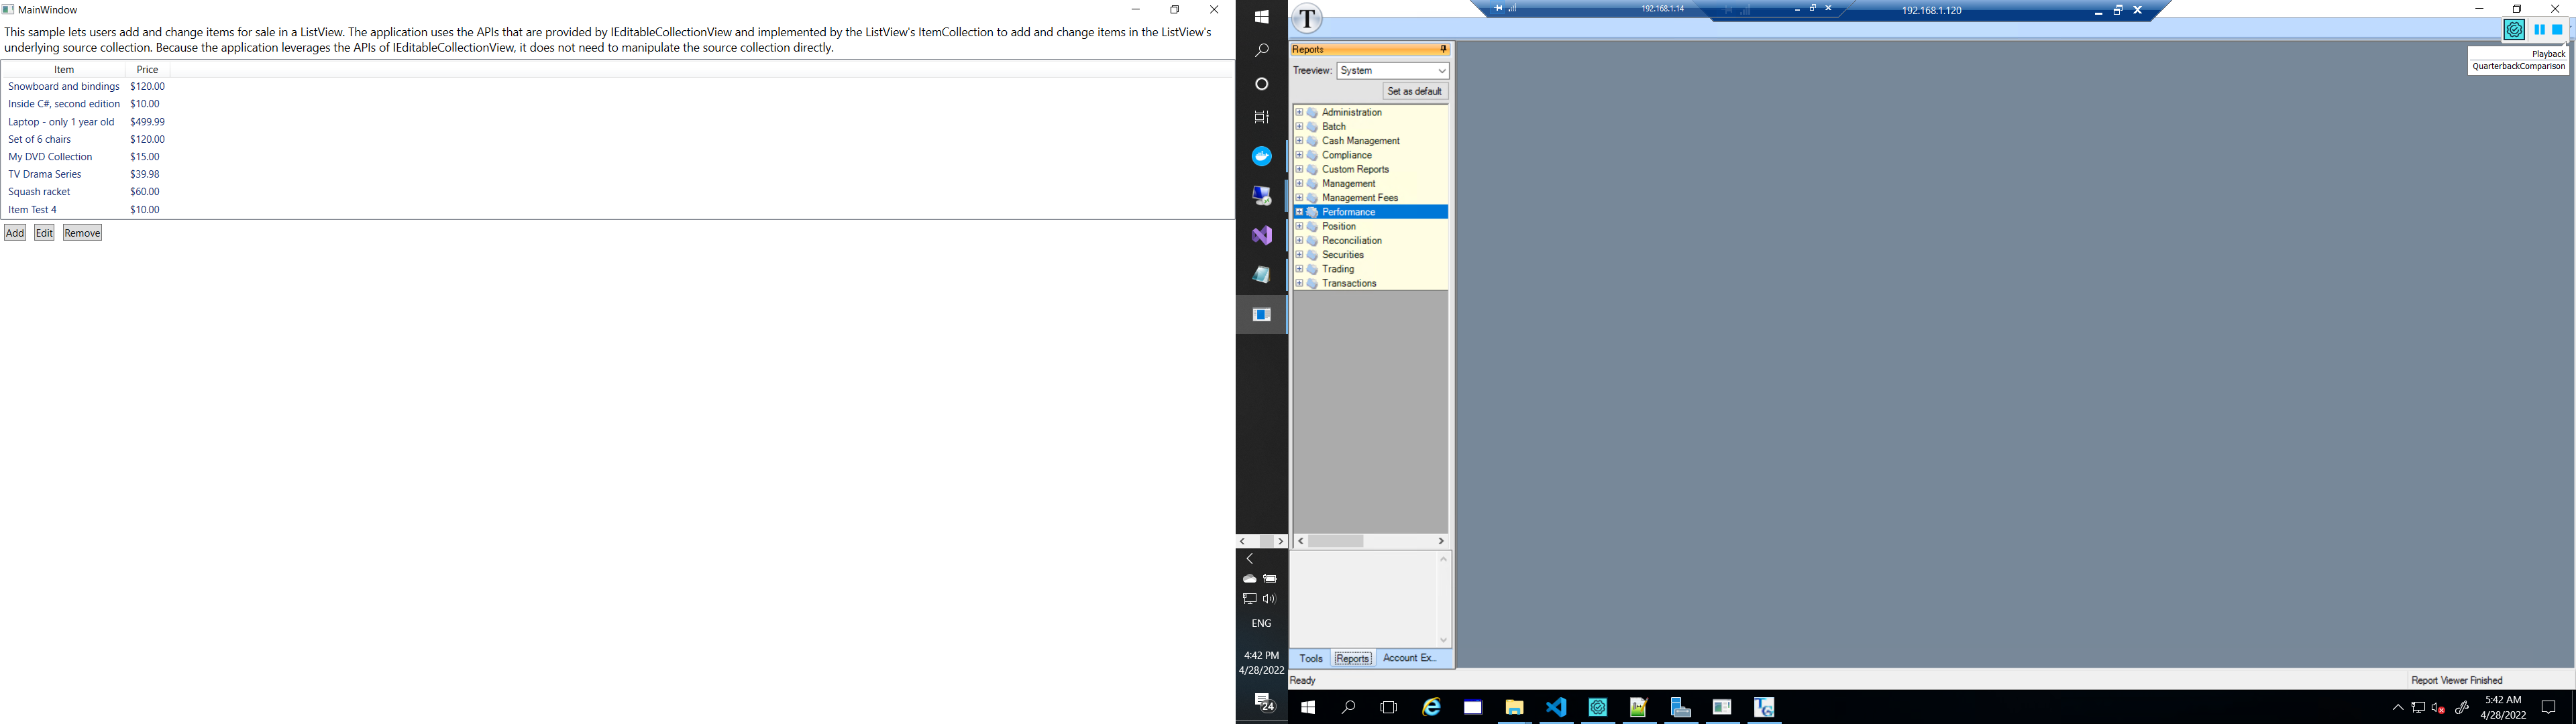 MainWindow
This sample lets users add and change items for sale in a ListView. The application uses the APIs that are provided by IEditableCollectionView and implemented by the ListView's ItemCollection to add and change items in the ListView's
underlying source collection. Because the application leverages the APIs of IEditableCollectionView, it does not need to manipulate the source collection directly.
Item Price
Snowboard and bindings $120.00
Inside C#, second edition $10.00
Laptop - only 1 year old $499.99
Set of 6 chairs $120.00
My DVD Collection $15.00
TV Drama Series $39.98
Squash racket $60.00
Item Test 4 $10.00
Add Edit Remove
ENG
4:42 PM
4/28/2022
24
T
192.168.1.14
192.168.1.120
Playback
QuarterbackComparison
Reports
Treeview: System
Set as default
Administration
Batch
Cash Management
Compliance
Custom Reports
Management
Management Fees
Performance
Position
Reconciliation
Securities
Trading
Transactions
Tools Reports Account Ex...
Ready
Report Viewer Finished
5:42 AM
4/28/2022